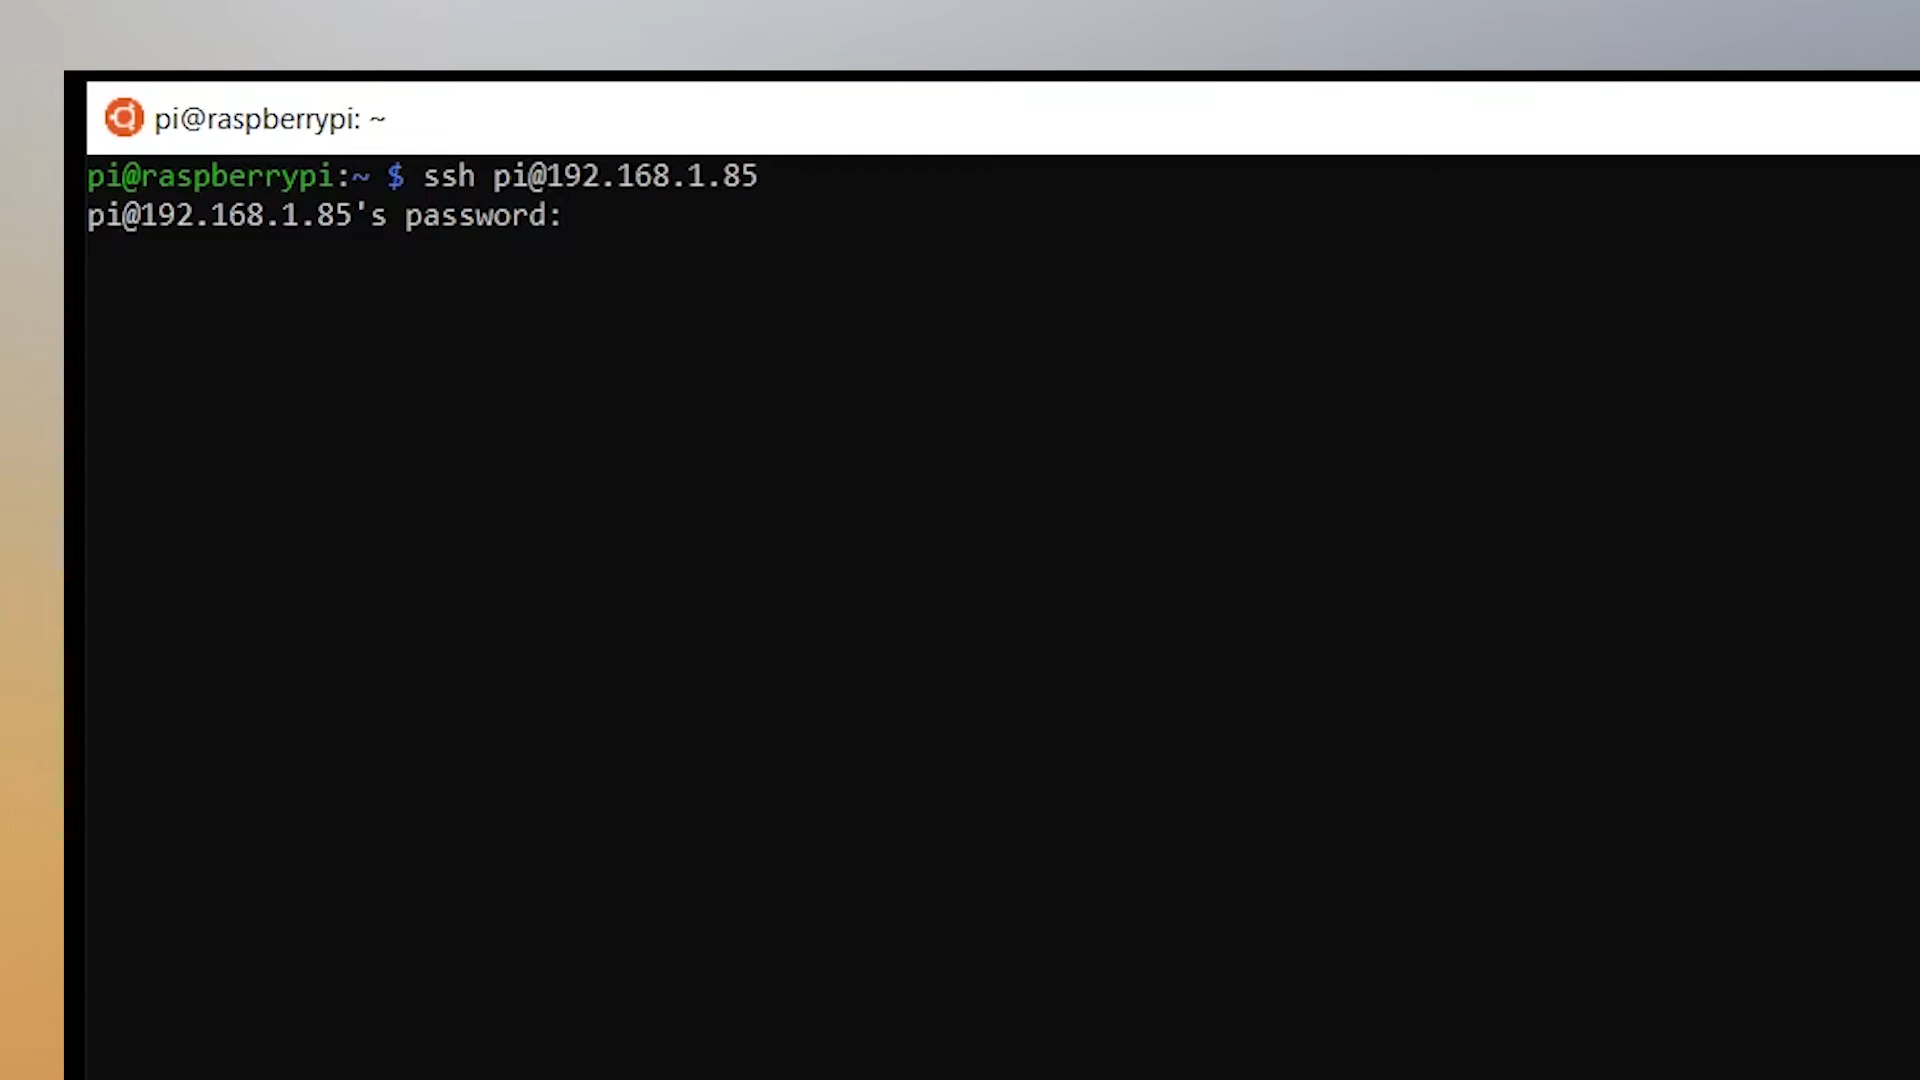 pi@raspberrypi: ~
pi@raspberrypi:~ $ ssh pi@192.168.1.85
pi@192.168.1.85's password: